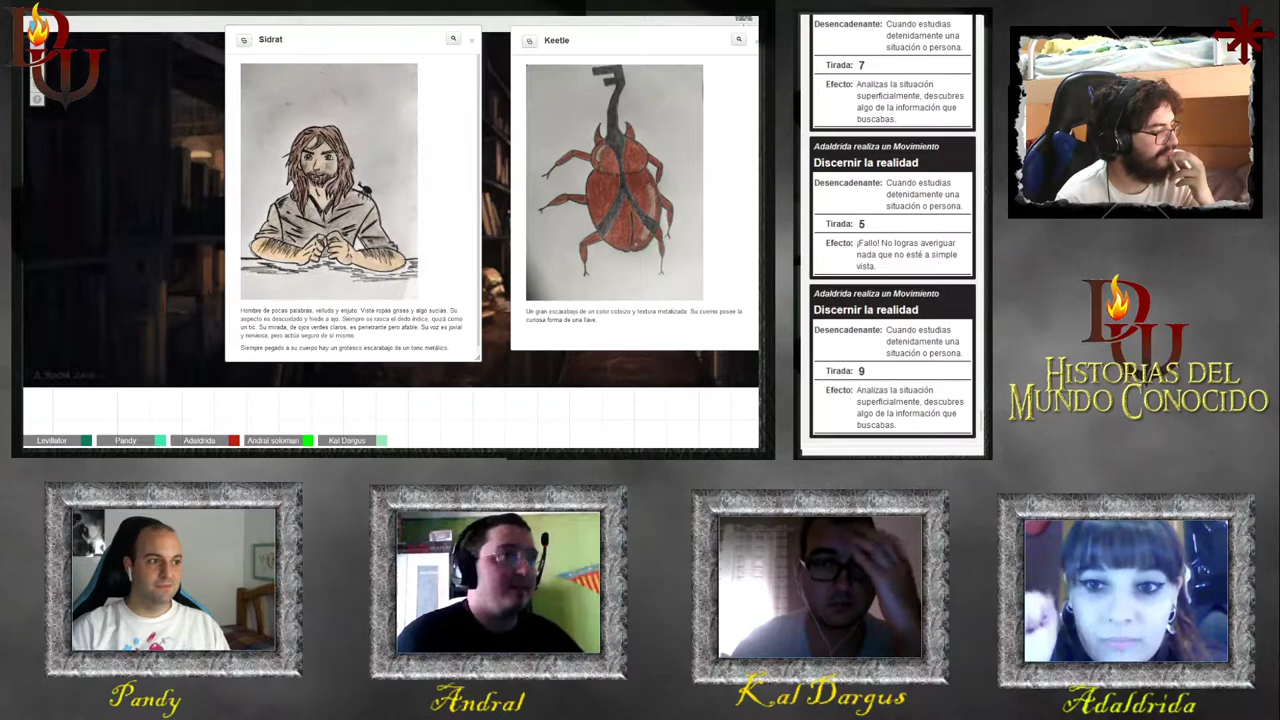 DU
Sidrat
Hombre de pocas palabras, velludo y enjuto. Viste ropas grises y algo sucias. Su
aspecto es descuidado y hiede a ajo. Siempre se rasca el dedo índice, quizá como
un tic. Su mirada, de ojos verdes claros, es penetrante pero afable. Su voz es jovial
y nerviosa, pero actúa seguro de sí mismo.
Siempre pegado a su cuerpo hay un grotesco escarabajo de un tono metálico.
Keetle
Un gran escarabajo de un color cobrizo y textura metalizada. Su cuerno posee la
curiosa forma de una llave.
100%
Levillator
Pandy
Adaldrida
Andral soloman
Kal Dargus
Desencadenante: Cuando estudias
detenidamente una
situación o persona.
Tirada: 7
Efecto: Analizas la situación
superficialmente, descubres
algo de la información que
buscabas.
Adaldrida realiza un Movimiento
Discernir la realidad
Desencadenante: Cuando estudias
detenidamente una
situación o persona.
Tirada: 5
Efecto: ¡Fallo! No logras averiguar
nada que no esté a simple
vista.
Adaldrida realiza un Movimiento
Discernir la realidad
Desencadenante: Cuando estudias
detenidamente una
situación o persona.
Tirada: 9
Efecto: Analizas la situación
superficialmente, descubres
algo de la información que
buscabas.
DU
HISTORIAS DEL
MUNDO CONOCIDO
Pandy
Andral
Kal Dargus
Adaldrida